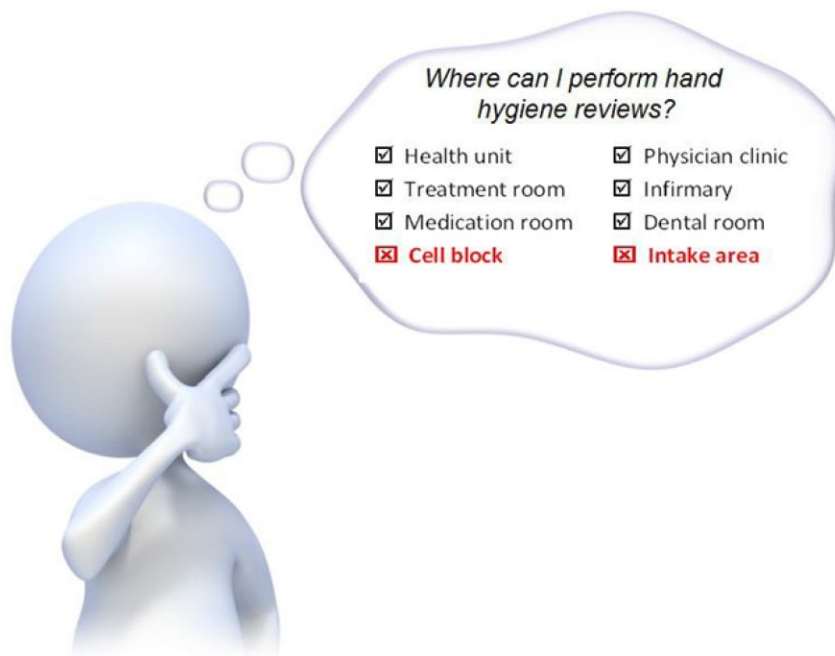 Where can I perform hand
hygiene reviews?
☑ Health unit
☑ Treatment room
☑ Medication room
☒ Cell block
☑ Physician clinic
☑ Infirmary
☑ Dental room
☒ Intake area